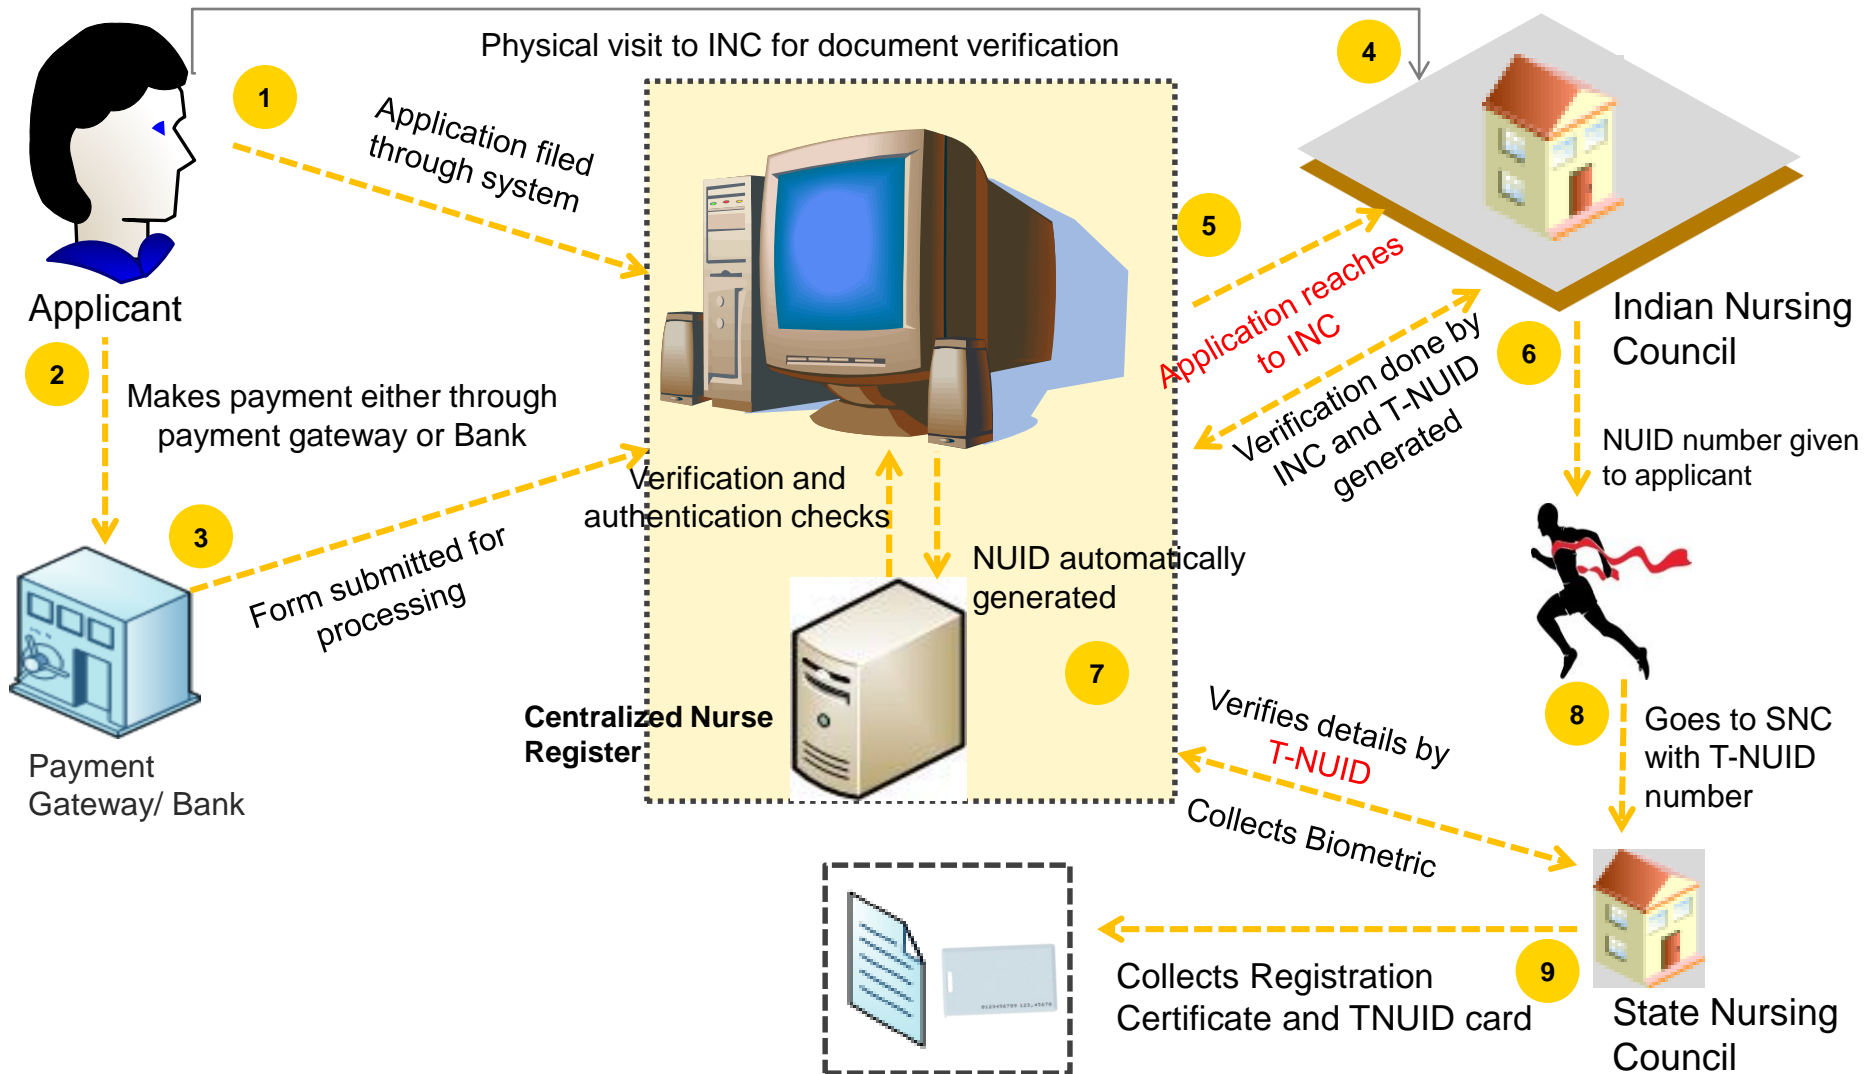 Physical visit to INC for document verification
4
1
Application filed
through system
5
Application reaches
to INC
Applicant
Indian Nursing
Council
2
Makes payment either through
payment gateway or Bank
Verification done by
INC and T-NUID
generated
6
NUID number given
to applicant
3
Form submitted for
processing
Verification and
authentication checks
NUID automatically
generated
7
Centralized Nurse
Register
Payment
Gateway/ Bank
Verifies details by
T-NUID
Collects Biometric
8
Goes to SNC
with T-NUID
number
9
Collects Registration
Certificate and TNUID card
State Nursing
Council